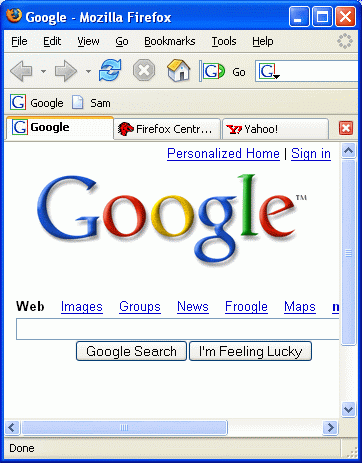 Google - Mozilla Firefox
File Edit View Go Bookmarks Tools Help
Go
Google Sam
Google Firefox Centr... Yahoo!
Personalized Home | Sign in
Google™
Web Images Groups News Froogle Maps
Google Search I'm Feeling Lucky
Done